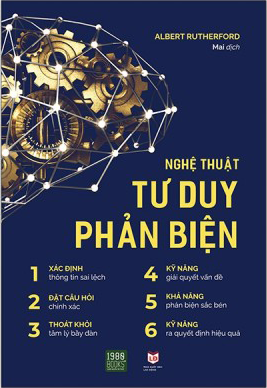 ALBERT RUTHERFORD
Mai dịch
NGHỆ THUẬT
TƯ DUY
PHẢN BIỆN
1 XÁC ĐỊNH
thông tin sai lệch
2 ĐẶT CÂU HỎI
chính xác
3 THOÁT KHỎI
tâm lý bầy đàn
4 KỸ NĂNG
giải quyết vấn đề
5 KHẢ NĂNG
phản biện sắc bén
6 KỸ NĂNG
ra quyết định hiệu quả
1980
BOOKS